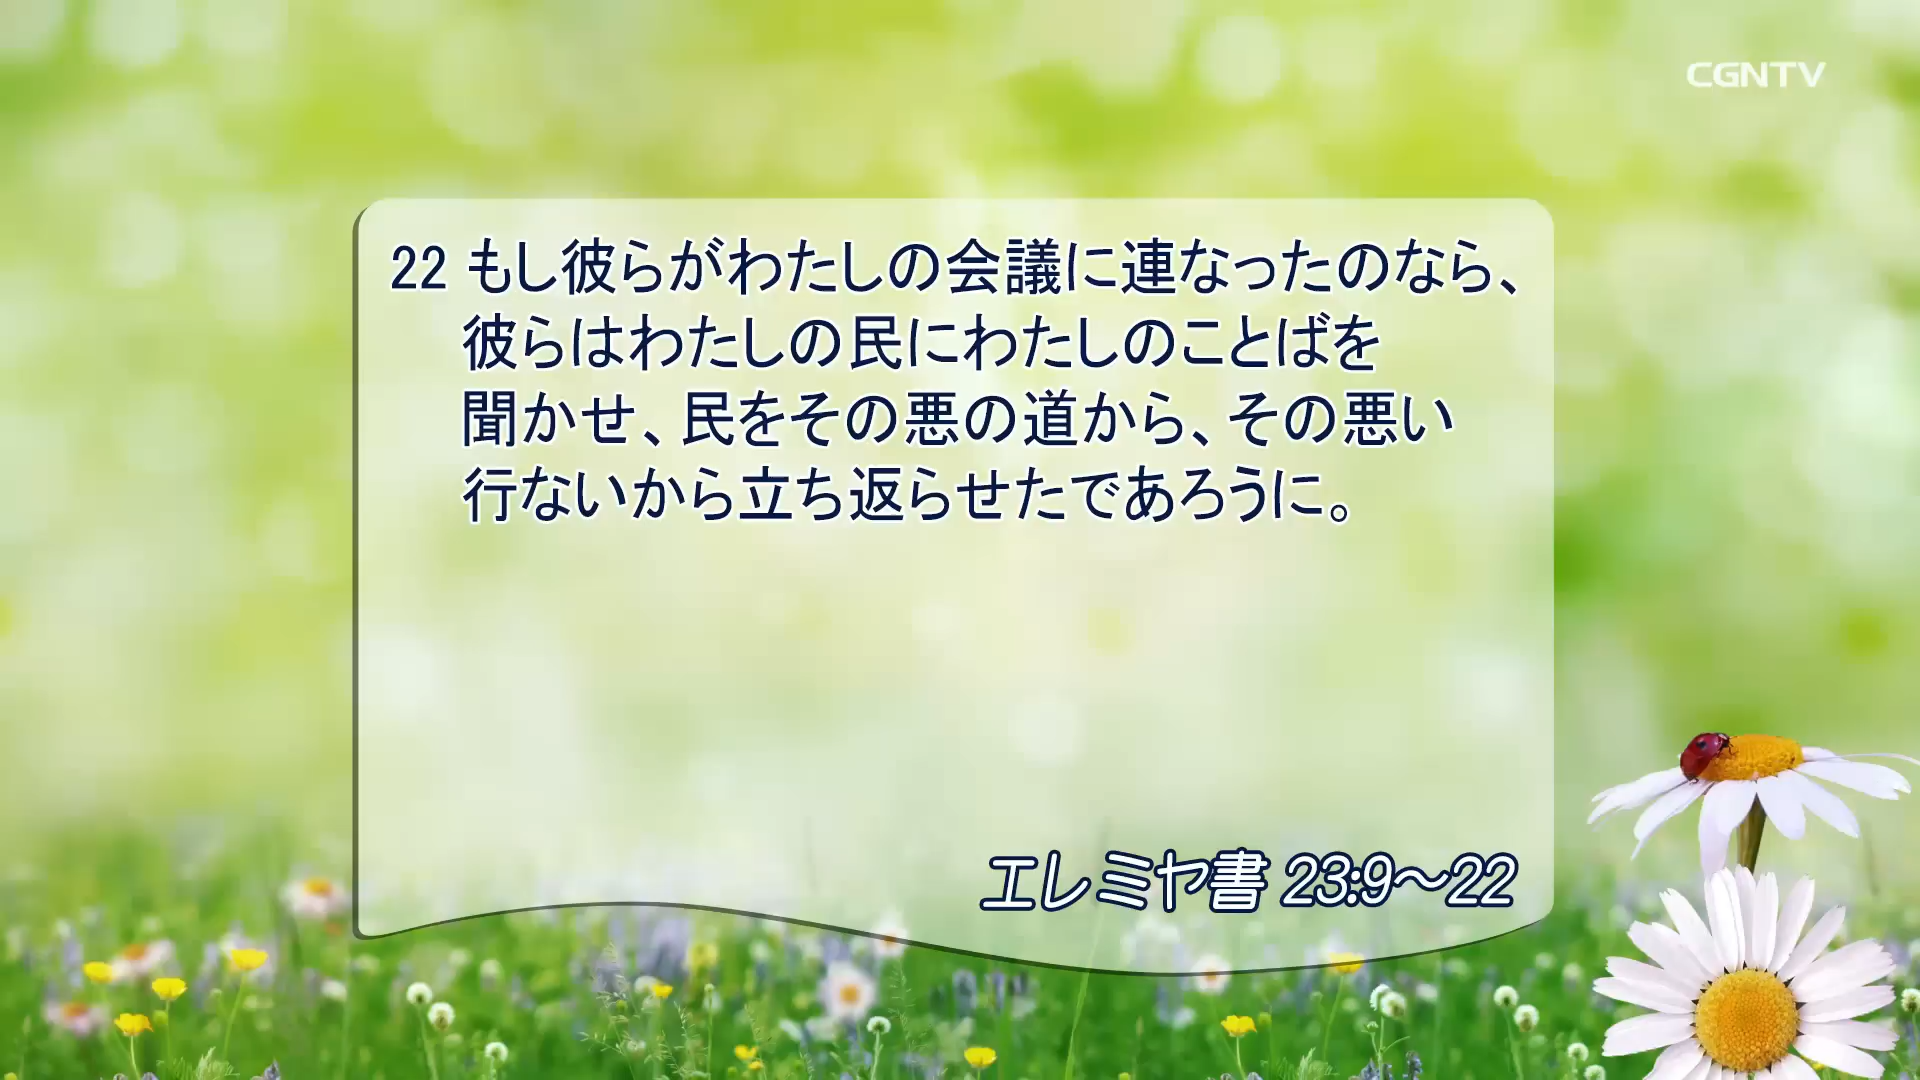 CGNTV
22 もし彼らがわたしの会議に連なったのなら、
彼らはわたしの民にわたしのことばを
聞かせ、民をその悪の道から、その悪い
行ないから立ち返らせたであろうに。
エレミヤ書 23:9～22